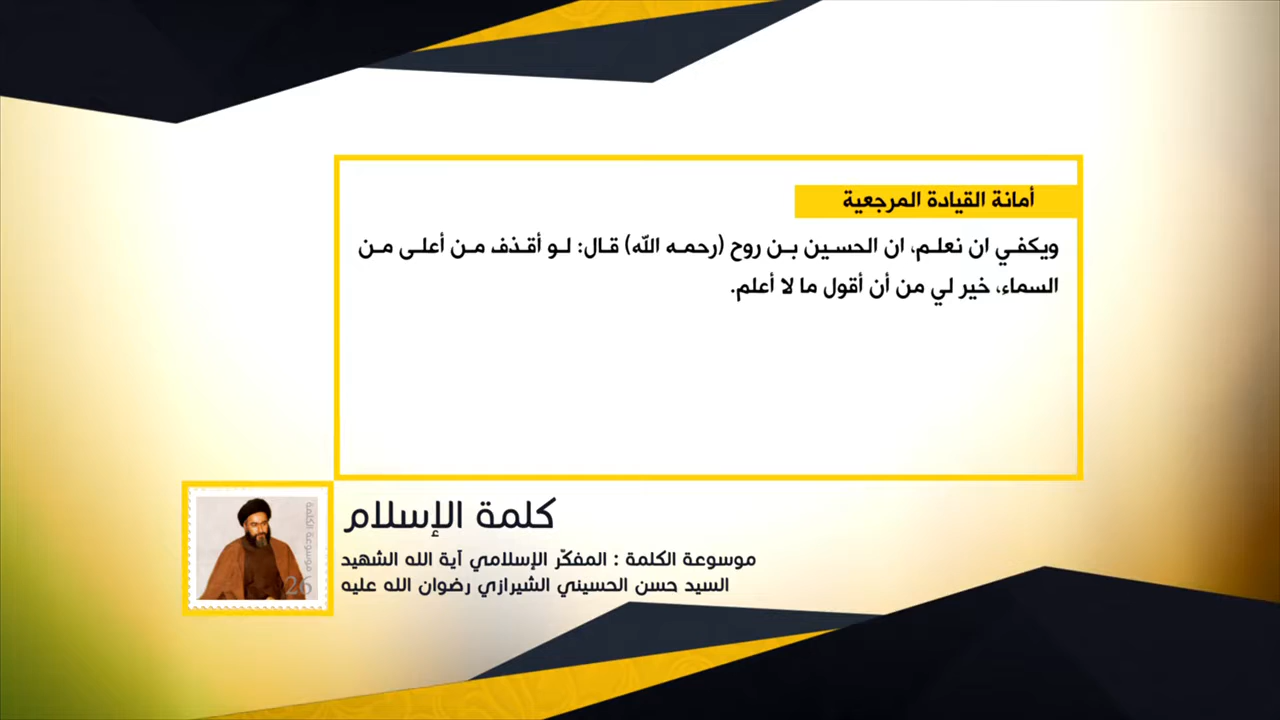 أمانة القيادة المرجعية
ويكفي ان نعلم، ان الحسين بن روح (رحمه الله) قال: لو أقذف من أعلى من
السماء، خير لي من أن أقول ما لا أعلم.
كلمة الإسلام
موسوعة الكلمة : المفكّر الإسلامي آية الله الشهيد
السيد حسن الحسيني الشيرازي رضوان الله عليه
26